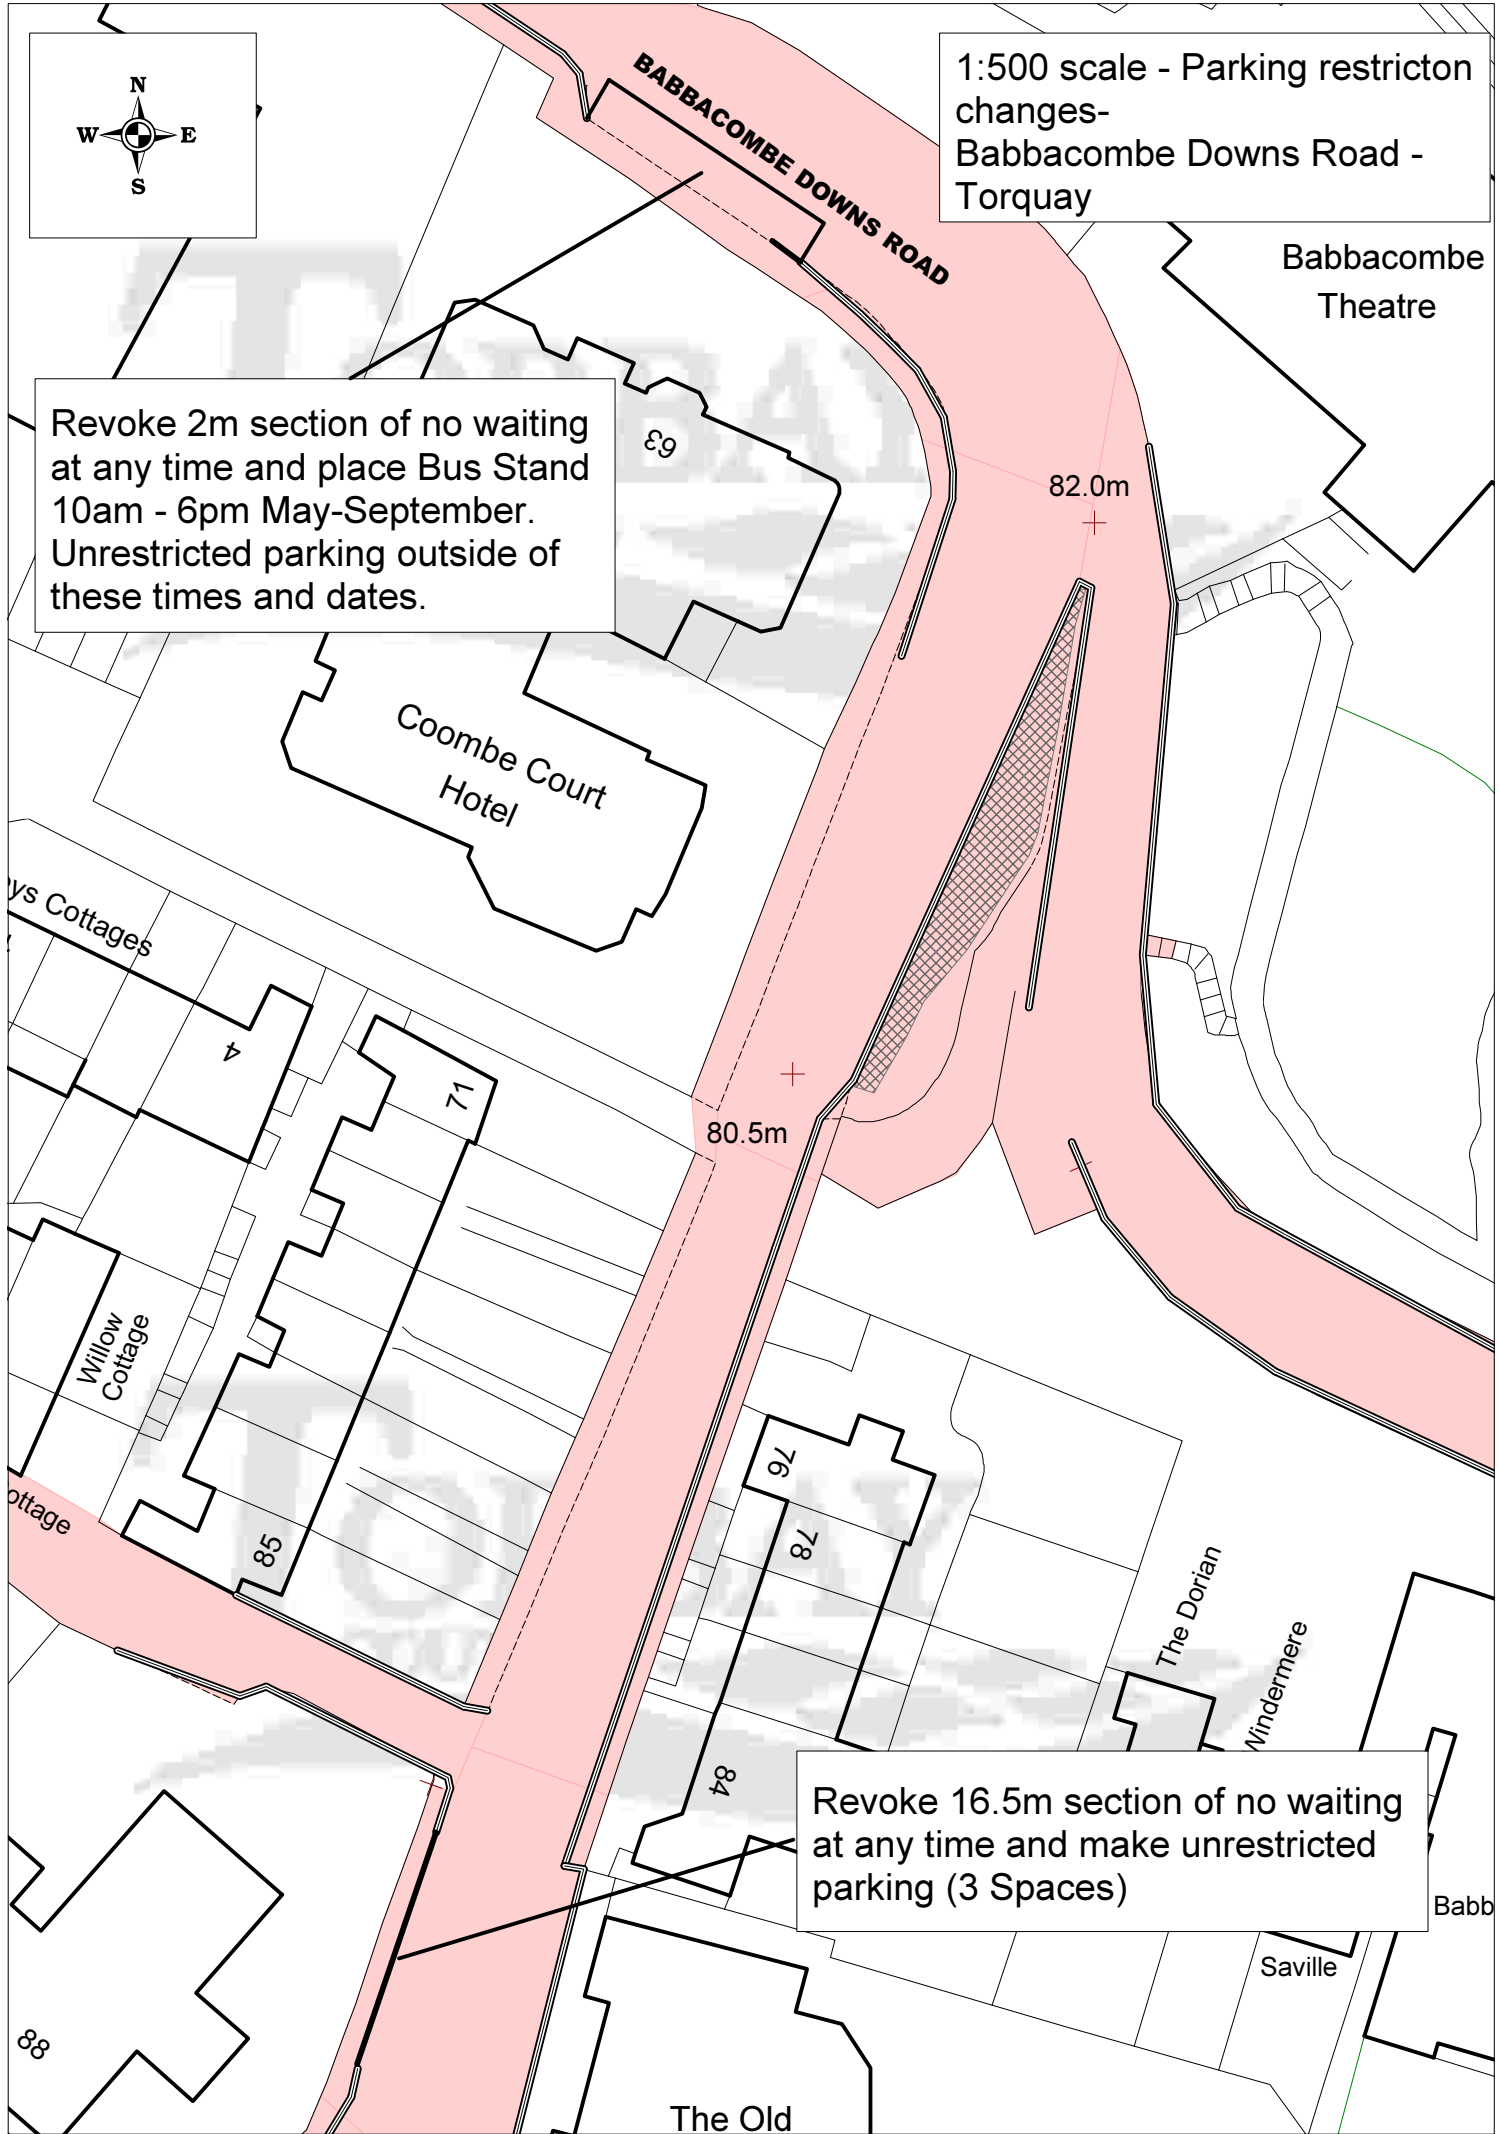 N
W E
S
BABBACOMBE DOWNS ROAD
1:500 scale - Parking restricton
changes-
Babbacombe Downs Road -
Torquay
Babbacombe
Theatre
Revoke 2m section of no waiting
at any time and place Bus Stand
10am - 6pm May-September.
Unrestricted parking outside of
these times and dates.
63
82.0m
TORBAY
Coombe Court
Hotel
ys Cottages
4
71
80.5m
Willow
Cottage
ottage
85
76
78
TORBAY
The Dorian
Windermere
84
Revoke 16.5m section of no waiting
at any time and make unrestricted
parking (3 Spaces)
Babb
Saville
88
The Old